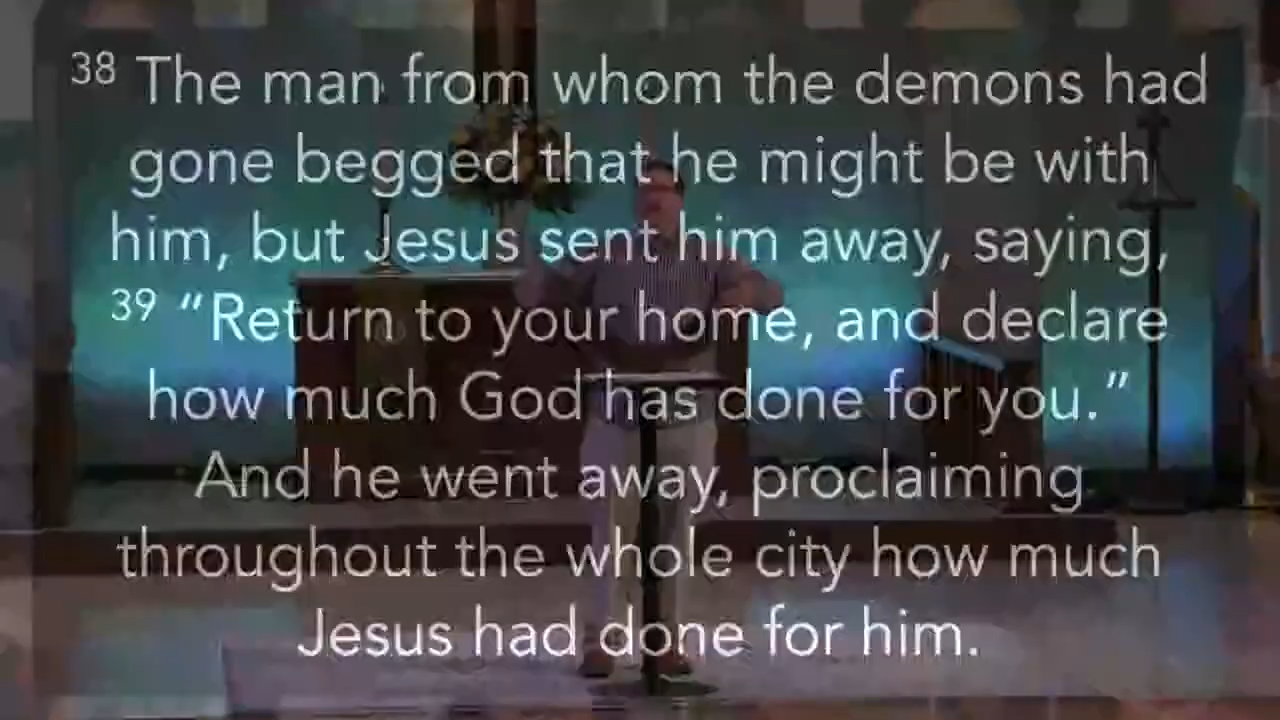 38 The man from whom the demons had
gone begged that he might be with
him, but Jesus sent him away, saying,
39 “Return to your home, and declare
how much God has done for you.”
And he went away, proclaiming
throughout the whole city how much
Jesus had done for him.